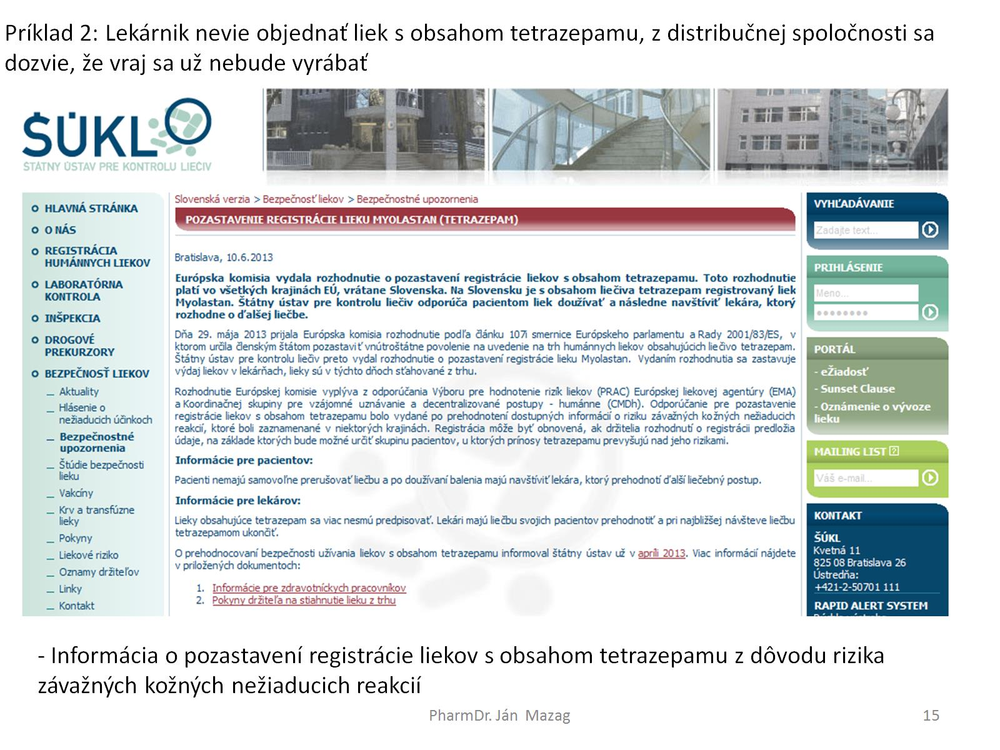 Príklad 2: Lekárnik nevie objednať liek s obsahom tetrazepamu, z distribučnej spoločnosti sa
dozvie, že vraj sa už nebude vyrábať
ŠÚKL
ŠTÁTNY ÚSTAV PRE KONTROLU LIEČIV
HLAVNÁ STRÁNKA
O NÁS
REGISTRÁCIA
HUMÁNNYCH LIEKOV
LABORATÓRNA
KONTROLA
INŠPEKCIA
DROGOVÉ
PREKURZORY
BEZPEČNOSŤ LIEKOV
Aktuality
Hlásenie o
nežiaducich účinkoch
Bezpečnostné
upozornenia
Štúdie bezpečnosti
lieku
Vakcíny
Krv a transfúzne
lieky
Pokyny
Liekové riziko
Oznamy držiteľov
Linky
Kontakt
Slovenská verzia > Bezpečnosť liekov > Bezpečnostné upozornenia
POZASTAVENIE REGISTRÁCIE LIEKU MYOLASTAN (TETRAZEPAM)
Bratislava, 10.6.2013
Európska komisia vydala rozhodnutie o pozastavení registrácie liekov s obsahom tetrazepamu. Toto rozhodnutie
platí vo všetkých krajinách EÚ, vrátane Slovenska. Na Slovensku je s obsahom liečiva tetrazepam registrovaný liek
Myolastan. Štátny ústav pre kontrolu liečiv odporúča pacientom liek doužívať a následne navštíviť lekára, ktorý
rozhodne o ďalšej liečbe.
Dňa 29. mája 2013 prijala Európska komisia rozhodnutie podľa článku 107i smernice Európskeho parlamentu a Rady 2001/83/ES, v
ktorom určila členským štátom pozastaviť vnútroštátne povolenie na uvedenie na trh humánnych liekov obsahujúcich liečivo tetrazepam.
Štátny ústav pre kontrolu liečiv preto vydal rozhodnutie o pozastavení registrácie lieku Myolastan. Vydaním rozhodnutia sa zastavuje
výdaj liekov v lekárňach, lieky sú v týchto dňoch sťahované z trhu.
Rozhodnutie Európskej komisie vyplýva z odporúčania Výboru pre hodnotenie rizík liekov (PRAC) Európskej liekovej agentúry (EMA)
a Koordinačnej skupiny pre vzájomné uznávanie a decentralizované postupy - humánne (CMDh). Odporúčanie pre pozastavenie
registrácie liekov s obsahom tetrazepamu bolo vydané po prehodnotení dostupných informácií o riziku závažných kožných nežiaducich
reakcií, ktoré boli zaznamenané v niektorých krajinách. Registrácia môže byť obnovená, ak držitelia rozhodnutí o registrácii predložia
údaje, na základe ktorých bude možné určiť skupinu pacientov, u ktorých prínosy tetrazepamu prevyšujú nad jeho rizikami.
Informácie pre pacientov:
Pacienti nemajú samovoľne prerušovať liečbu a po doužívaní balenia majú navštíviť lekára, ktorý prehodnotí ďalší liečebný postup.
Informácie pre lekárov:
Lieky obsahujúce tetrazepam sa viac nesmú predpisovať. Lekári majú liečbu svojich pacientov prehodnotiť a pri najbližšej návšteve liečbu
tetrazepamom ukončiť.
O prehodnocovaní bezpečnosti užívania liekov s obsahom tetrazepamu informoval štátny ústav už v apríli 2013. Viac informácií nájdete
v priložených dokumentoch:
1. Informácie pre zdravotníckych pracovníkov
2. Pokyny držiteľa na stiahnutie lieku z trhu
VYHĽADÁVANIE
Zadajte text...
PRIHLÁSENIE
Meno...
PORTÁL
- eŽiadosť
- Sunset Clause
- Oznámenie o vývoze
lieku
MAILING LIST [?]
Váš e-mail...
KONTAKT
ŠÚKL
Kvetná 11
825 08 Bratislava 26
Ústredňa:
+421-2-50701 111
RAPID ALERT SYSTEM
- Informácia o pozastavení registrácie liekov s obsahom tetrazepamu z dôvodu rizika
závažných kožných nežiaducich reakcií
PharmDr. Ján Mazag
15